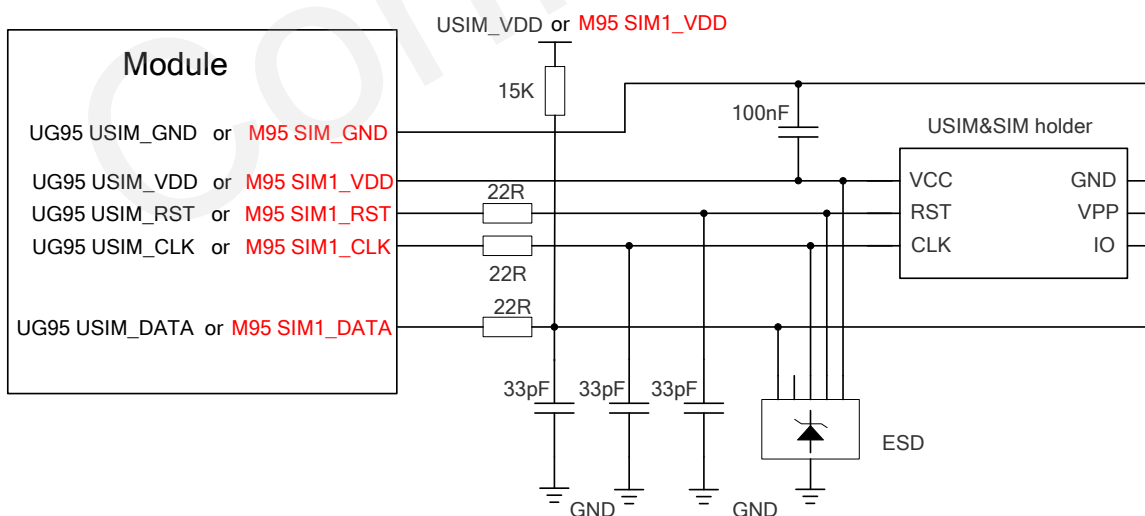 USIM_VDD or M95 SIM1_VDD
Module
15K
100nF
USIM&SIM holder
UG95 USIM_GND or M95 SIM_GND
UG95 USIM_VDD or M95 SIM1_VDD
VCC GND
22R
UG95 USIM_RST or M95 SIM1_RST
RST VPP
UG95 USIM_CLK or M95 SIM1_CLK
CLK IO
22R
22R
UG95 USIM_DATA or M95 SIM1_DATA
33pF 33pF 33pF
ESD
GND GND